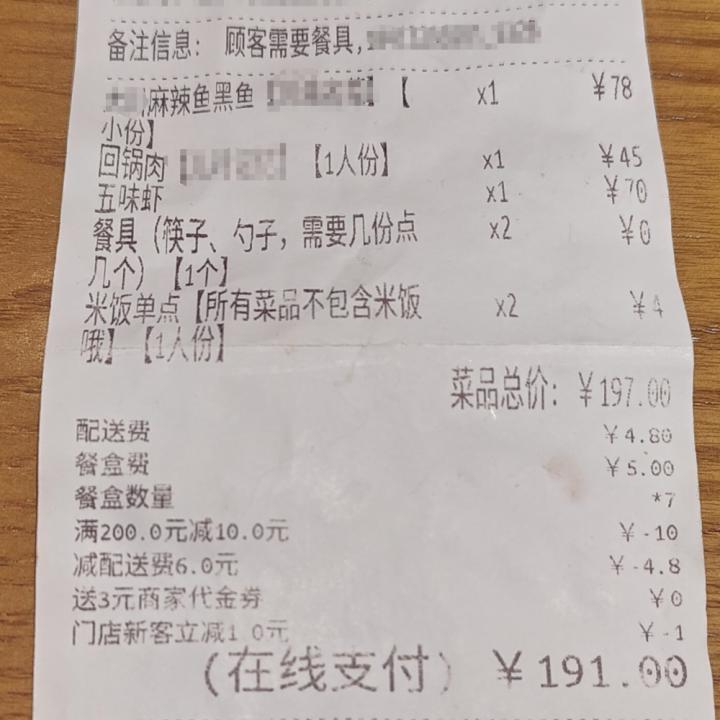 备注信息： 顾客需要餐具，
麻辣鱼黑鱼 【 x1 ￥78
小份】
回锅肉 【1人份】 x1 ￥45
五味虾 x1 ￥70
餐具（筷子、勺子，需要几份点 x2 ￥0
几个）【1个】
米饭单点【所有菜品不包含米饭 x2 ￥4
哦】【1人份】
菜品总价：￥197.00
配送费 ￥4.80
餐盒费 ￥5.00
餐盒数量 *7
满200.0元减10.0元 ￥-10
减配送费6.0元 ￥-4.8
送3元商家代金券 ￥0
门店新客立减1.0元 ￥-1
(在线支付) ￥191.00